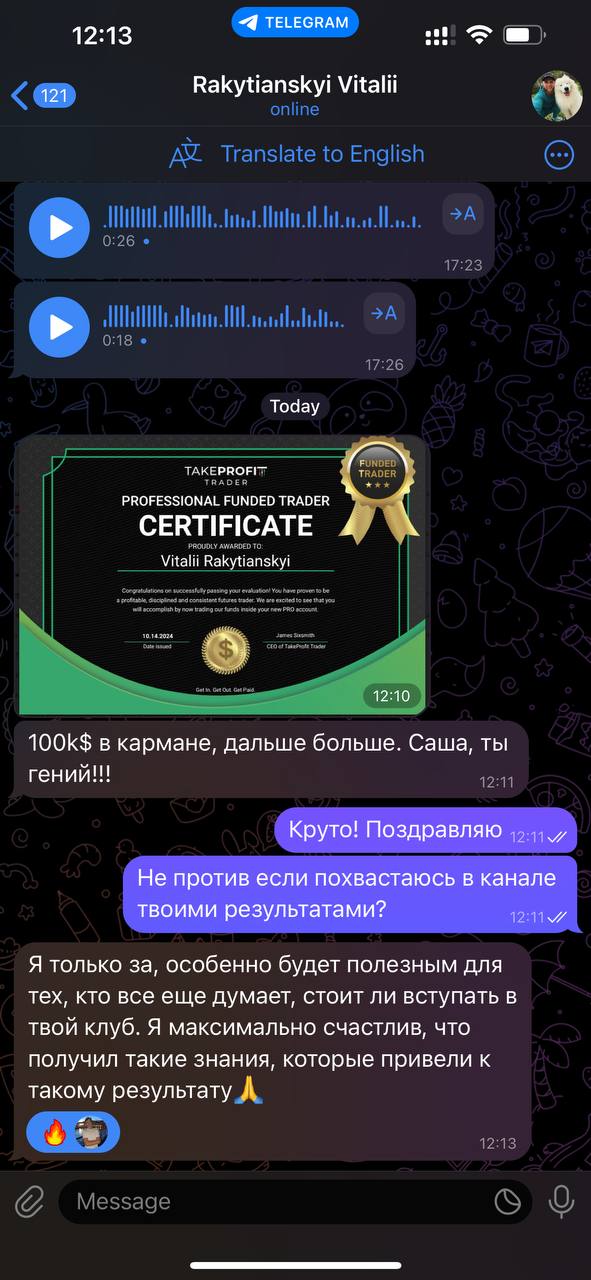 12:13
TELEGRAM
121
Rakytianskyi Vitalii
online
Translate to English
→A
0:26
17:23
→A
0:18
17:26
Today
TAKEPROFIT
TRADER
FUNDED
TRADER
PROFESSIONAL FUNDED TRADER
CERTIFICATE
PROUDLY AWARDED TO:
Vitalii Rakytianskyi
Congratulations on successfully passing your evaluation! You have proven to be
a profitable, disciplined and consistent futures trader. We are excited to see that you
will accomplish by now trading our funds inside your new PRO account.
10.14.2024
Date issued
$
James Sixsmith
CEO of TakeProfit Trader
Get In. Get Out. Get Paid.
12:10
100k$ в кармане, дальше больше. Саша, ты
гений!!!
12:11
Круто! Поздравляю
12:11
Не против если похвастаюсь в канале
твоими результатами?
12:11
Я только за, особенно будет полезным для
тех, кто все еще думает, стоит ли вступать в
твой клуб. Я максимально счастлив, что
получил такие знания, которые привели к
такому результату🙏
🔥
12:13
Message